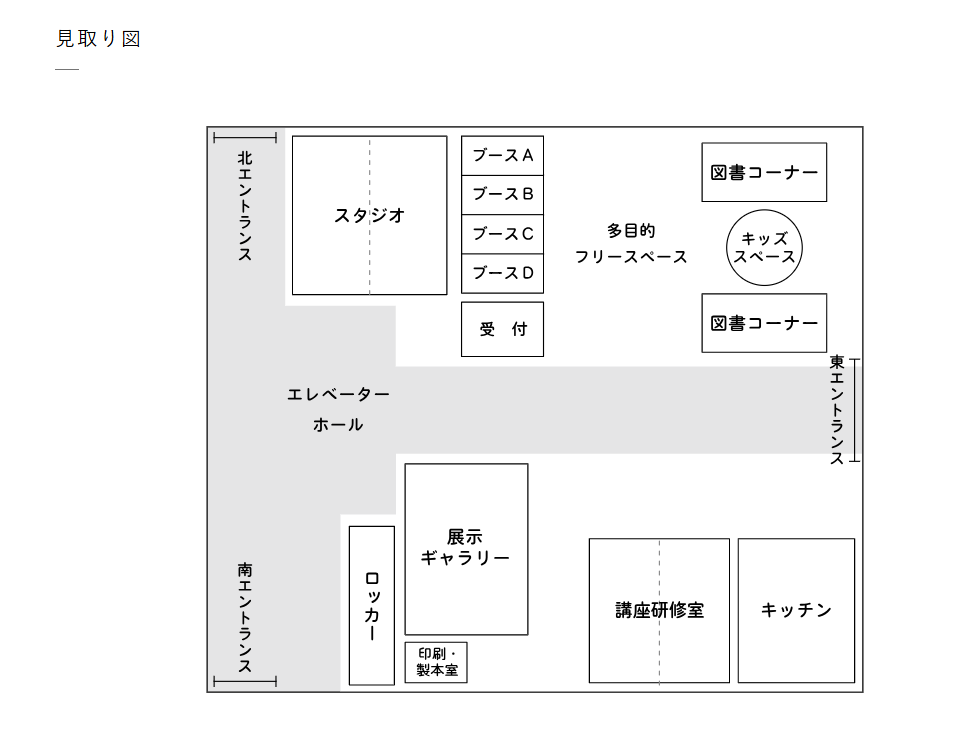 見取り図
北エントランス
スタジオ
ブースA
ブースB
ブースC
ブースD
受 付
多目的
フリースペース
図書コーナー
キッズ
スペース
図書コーナー
東エントランス
エレベーター
ホール
南エントランス
ロッカー
展示
ギャラリー
印刷・
製本室
講座研修室
キッチン